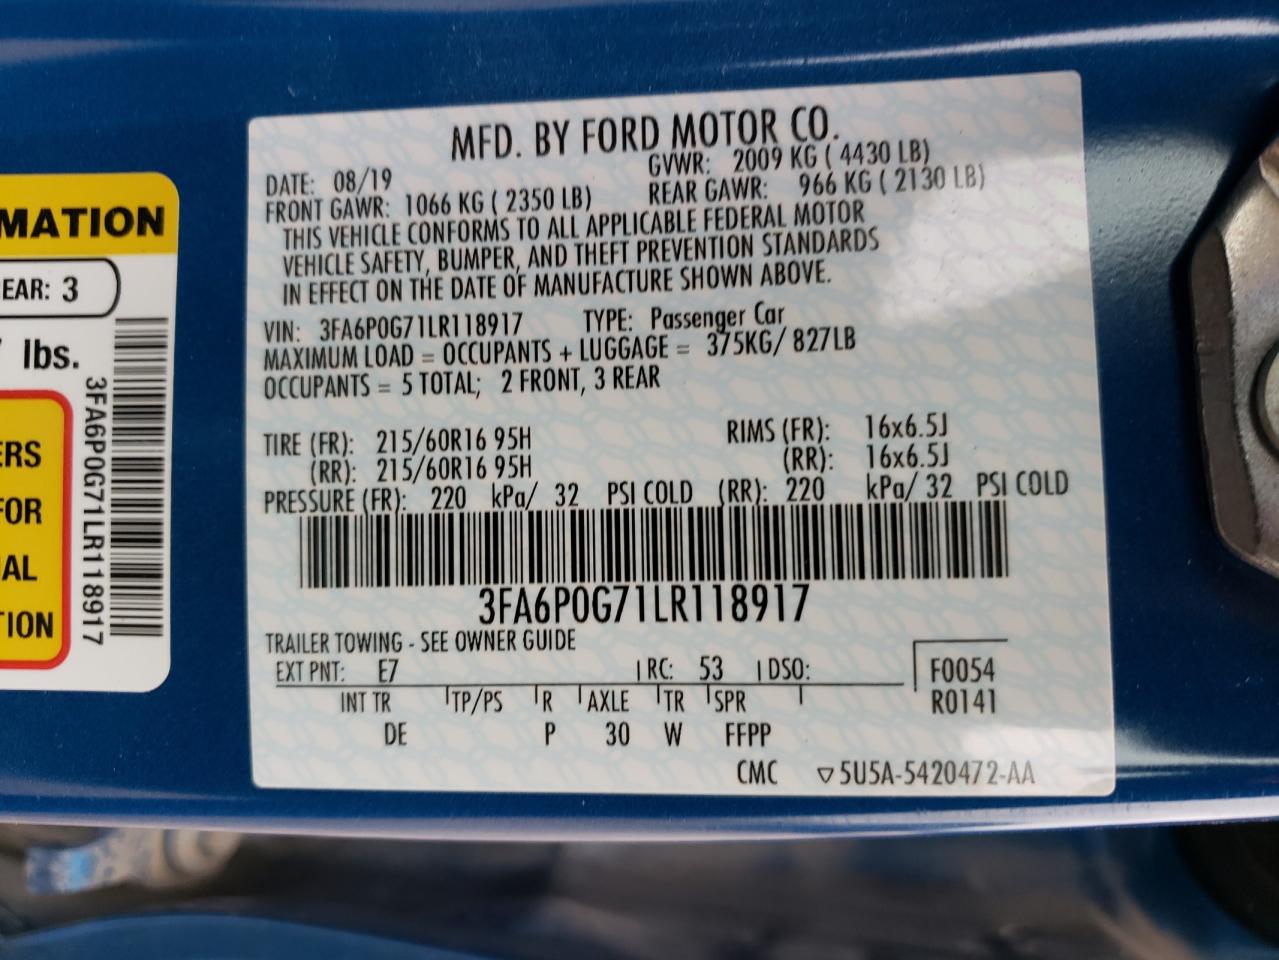 MATION
EAR: 3
lbs.
ERS
FOR
AL
TION
3FA6P0G71LR118917
MFD. BY FORD MOTOR CO.
DATE: 08/19 GVWR: 2009 KG ( 4430 LB)
FRONT GAWR: 1066 KG ( 2350 LB) REAR GAWR: 966 KG ( 2130 LB)
THIS VEHICLE CONFORMS TO ALL APPLICABLE FEDERAL MOTOR
VEHICLE SAFETY, BUMPER, AND THEFT PREVENTION STANDARDS
IN EFFECT ON THE DATE OF MANUFACTURE SHOWN ABOVE.
VIN: 3FA6P0G71LR118917 TYPE: Passenger Car
MAXIMUM LOAD = OCCUPANTS + LUGGAGE = 375KG/ 827LB
OCCUPANTS = 5 TOTAL; 2 FRONT, 3 REAR
TIRE (FR): 215/60R16 95H RIMS (FR): 16x6.5J
(RR): 215/60R16 95H (RR): 16x6.5J
PRESSURE (FR): 220 kPa/ 32 PSI COLD (RR): 220 kPa/ 32 PSI COLD
3FA6P0G71LR118917
TRAILER TOWING - SEE OWNER GUIDE
EXT PNT: E7 RC: 53 DSO: F0054
INT TR TP/PS R AXLE TR SPR R0141
DE P 30 W FFPP
CMC ▽5U5A-5420472-AA